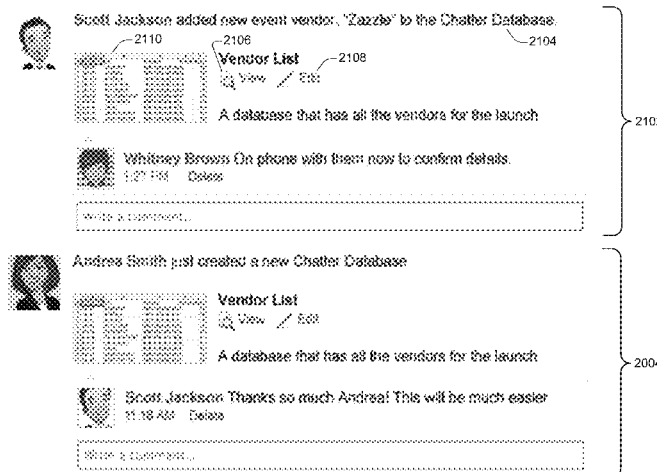 Scott Jackson added new event vendor, "Zazzle" to the Chatter Database.
2110
2106
2104
Vendor List
2108
View Edit
A database that has all the vendors for the launch
Whitney Brown On phone with them now to confirm details.
1:27 PM Delete
Write a comment...
Andrea Smith just created a new Chatter Database
Vendor List
View Edit
A database that has all the vendors for the launch
2004
Scott Jackson Thanks so much Andrea! This will be much easier
11:18 AM Delete
Write a comment...